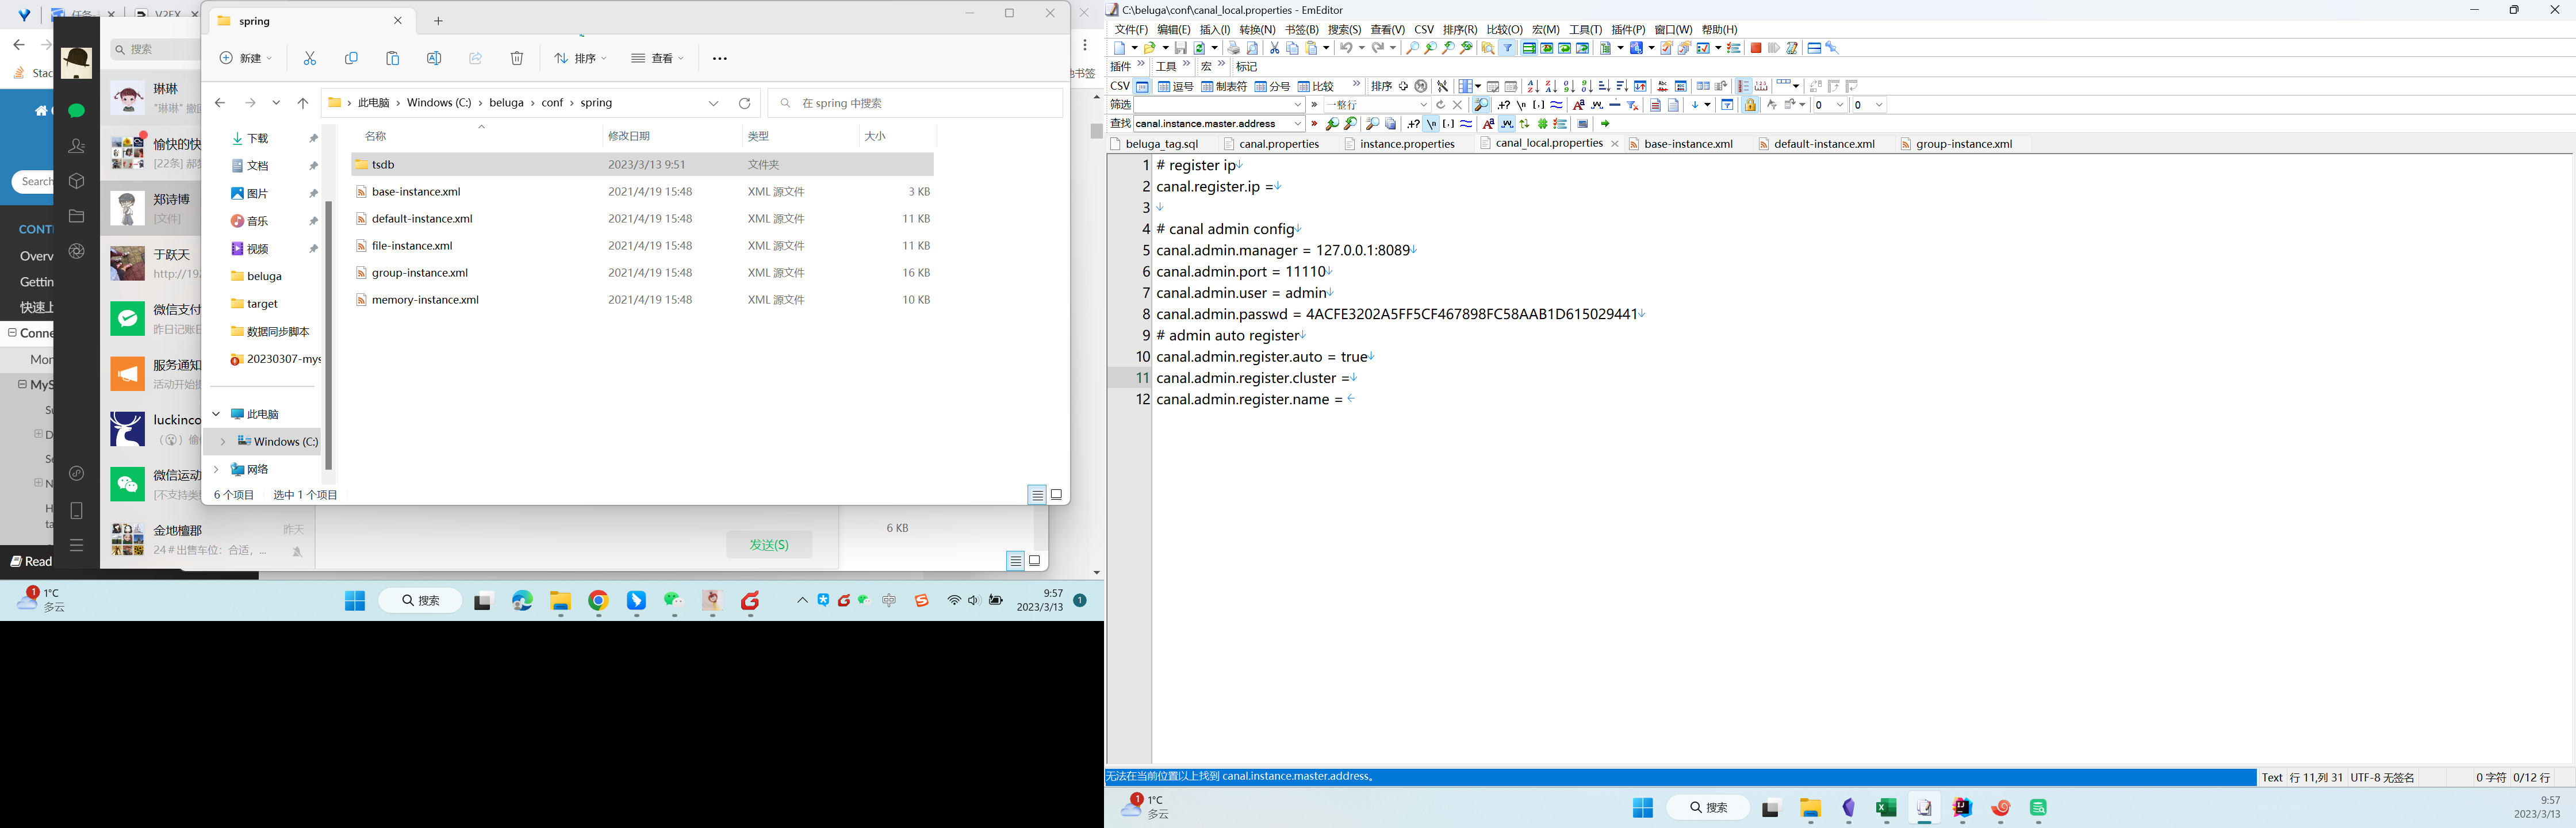 spring
新建
排序
查看
此电脑 Windows (C:) beluga conf spring
在 spring 中搜索
名称 修改日期 类型 大小
tsdb 2023/3/13 9:51 文件夹
base-instance.xml 2021/4/19 15:48 XML 源文件 3 KB
default-instance.xml 2021/4/19 15:48 XML 源文件 11 KB
file-instance.xml 2021/4/19 15:48 XML 源文件 11 KB
group-instance.xml 2021/4/19 15:48 XML 源文件 16 KB
memory-instance.xml 2021/4/19 15:48 XML 源文件 10 KB
下载
文档
图片
音乐
视频
beluga
target
数据同步脚本
20230307-mys
此电脑
Windows (C:)
网络
6 个项目 选中 1 个项目
6 KB
发送(S)
搜索
琳琳
愉快的快
[22条]
郑诗博
[文件]
于跃天
http://19
微信支付
服务通知
luckinco
微信运动
金地檀郡 昨天
24#出售车位：合适，...
V2EX
Stac
Search
CONT
Overv
Gettin
快速上
Conne
Mor
MyS
Read
1°C
多云
搜索
9:57
2023/3/13
C:\beluga\conf\canal_local.properties - EmEditor
文件(F) 编辑(E) 插入(I) 转换(N) 书签(B) 搜索(S) 查看(V) CSV 排序(R) 比较(O) 宏(M) 工具(T) 插件(P) 窗口(W) 帮助(H)
插件 工具 宏 标记
CSV 逗号 制表符 分号 比较 排序
筛选 一整行 0 0
查找 canal.instance.master.address
beluga_tag.sql canal.properties instance.properties canal_local.properties base-instance.xml default-instance.xml group-instance.xml
1 # register ip
2 canal.register.ip =
3
4 # canal admin config
5 canal.admin.manager = 127.0.0.1:8089
6 canal.admin.port = 11110
7 canal.admin.user = admin
8 canal.admin.passwd = 4ACFE3202A5FF5CF467898FC58AAB1D615029441
9 # admin auto register
10 canal.admin.register.auto = true
11 canal.admin.register.cluster =
12 canal.admin.register.name =
无法在当前位置以上找到 canal.instance.master.address。
Text 行 11,列 31 UTF-8 无签名 0 字符 0/12 行
1°C
多云
搜索
9:57
2023/3/13